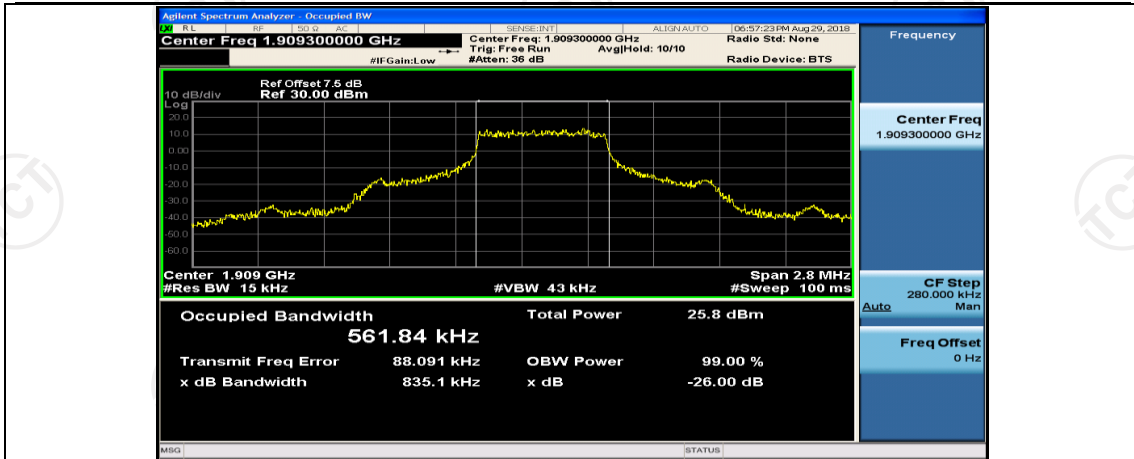 Agilent Spectrum Analyzer - Occupied BW
LXI RL RF 50 Ω AC SENSE:INT ALIGN AUTO 06:57:23 PM Aug 29, 2018
Center Freq 1.909300000 GHz
Center Freq: 1.909300000 GHz
Radio Std: None
Trig: Free Run Avg|Hold: 10/10
#IFGain:Low
#Atten: 36 dB
Radio Device: BTS
Ref Offset 7.5 dB
10 dB/div Ref 30.00 dBm
Log
20.0
10.0
0.00
-10.0
-20.0
-30.0
-40.0
-50.0
-60.0
Center 1.909 GHz Span 2.8 MHz
#Res BW 15 kHz #VBW 43 kHz #Sweep 100 ms
Occupied Bandwidth Total Power 25.8 dBm
561.84 kHz
Transmit Freq Error 88.091 kHz OBW Power 99.00 %
x dB Bandwidth 835.1 kHz x dB -26.00 dB
MSG STATUS
Frequency
Center Freq
1.909300000 GHz
CF Step
280.000 kHz
Auto Man
Freq Offset
0 Hz
TCT
TCT